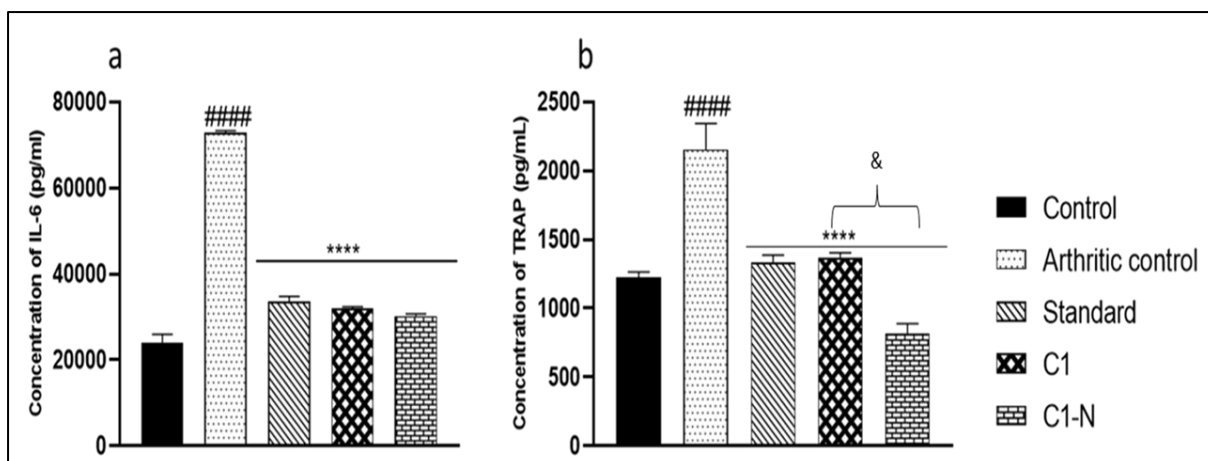 a
Concentration of IL-6 (pg/ml)
80000
60000
40000
20000
0
####
****
b
Concentration of TRAP (pg/mL)
2500
2000
1500
1000
500
0
####
&
****
Control
Arthritic control
Standard
C1
C1-N